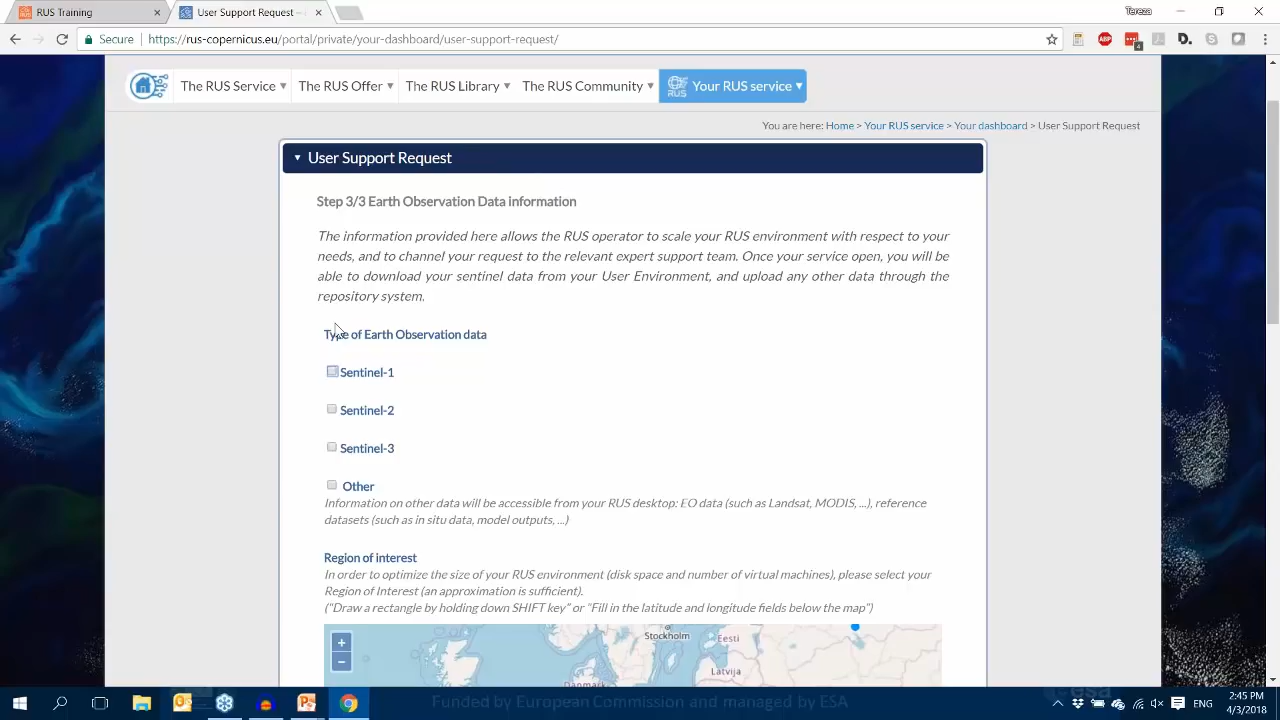 RUS Training
User Support Request
Teresa
Secure
https://rus-copernicus.eu/portal/private/your-dashboard/user-support-request/
The RUS Service
The RUS Offer
The RUS Library
The RUS Community
RUS
Your RUS service
You are here: Home > Your RUS service > Your dashboard > User Support Request
User Support Request
Step 3/3 Earth Observation Data information
The information provided here allows the RUS operator to scale your RUS environment with respect to your
needs, and to channel your request to the relevant expert support team. Once your service open, you will be
able to download your sentinel data from your User Environment, and upload any other data through the
repository system.
Type of Earth Observation data
Sentinel-1
Sentinel-2
Sentinel-3
Other
Information on other data will be accessible from your RUS desktop: EO data (such as Landsat, MODIS, ...), reference
datasets (such as in situ data, model outputs, ...)
Region of interest
In order to optimize the size of your RUS environment (disk space and number of virtual machines), please select your
Region of Interest (an approximation is sufficient).
("Draw a rectangle by holding down SHIFT key" or "Fill in the latitude and longitude fields below the map")
+
−
Stockholm
Eesti
Latvija
Danmark
Funded by European Commission and managed by ESA
esa
ENG
2:45 PM
4/3/2018